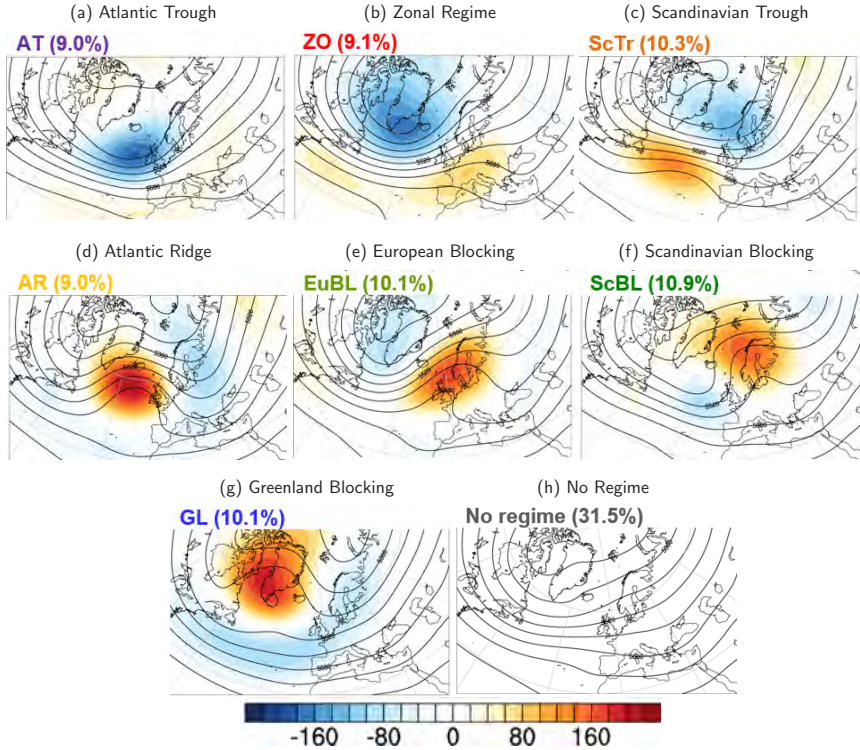 (a) Atlantic Trough
(b) Zonal Regime
(c) Scandinavian Trough
AT (9.0%)
ZO (9.1%)
ScTr (10.3%)
(d) Atlantic Ridge
(e) European Blocking
(f) Scandinavian Blocking
AR (9.0%)
EuBL (10.1%)
ScBL (10.9%)
(g) Greenland Blocking
(h) No Regime
GL (10.1%)
No regime (31.5%)
-160 -80 0 80 160